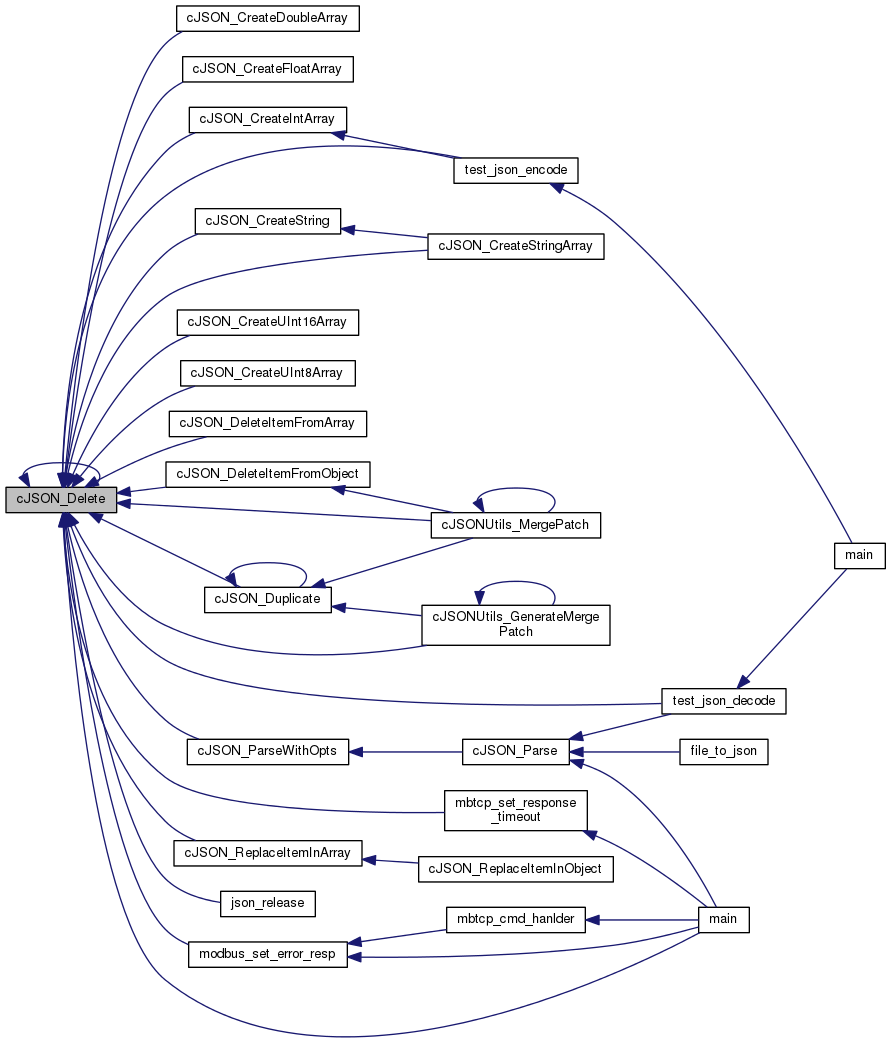 cJSON_CreateDoubleArray
cJSON_CreateFloatArray
cJSON_CreateIntArray
test_json_encode
cJSON_CreateString
cJSON_CreateStringArray
cJSON_CreateUInt16Array
cJSON_CreateUInt8Array
cJSON_DeleteItemFromArray
cJSON_DeleteItemFromObject
cJSON_Delete
cJSONUtils_MergePatch
main
cJSON_Duplicate
cJSONUtils_GenerateMerge
Patch
test_json_decode
cJSON_ParseWithOpts
cJSON_Parse
file_to_json
mbtcp_set_response
_timeout
cJSON_ReplaceItemInArray
cJSON_ReplaceItemInObject
json_release
mbtcp_cmd_hanlder
main
modbus_set_error_resp